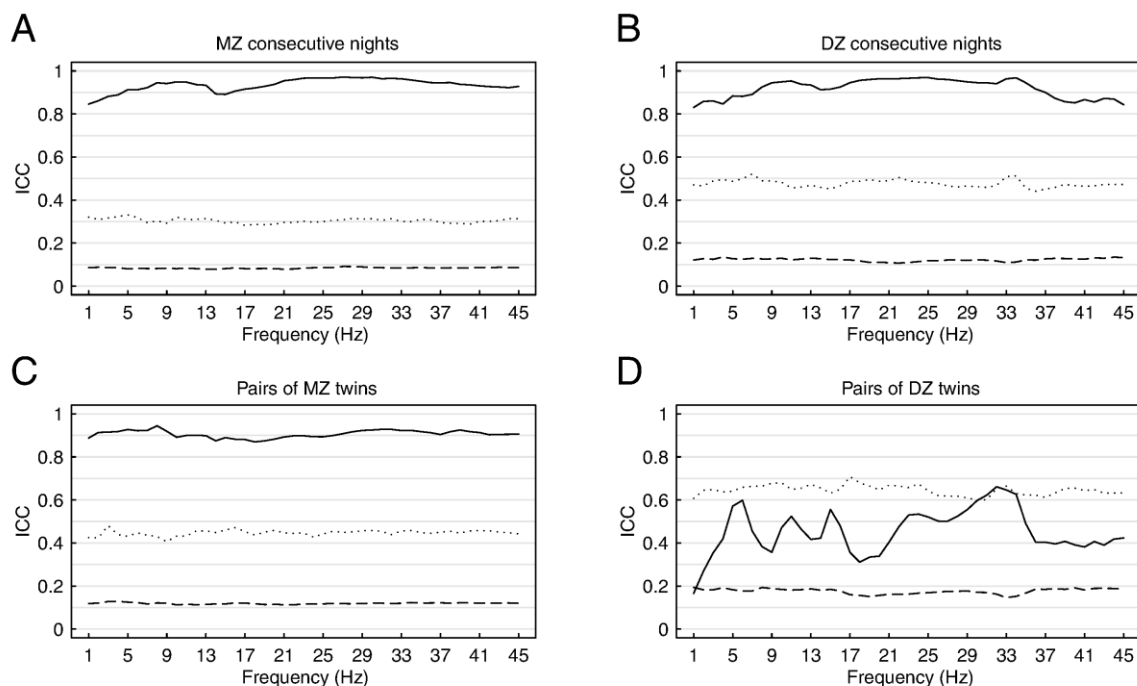 A
MZ consecutive nights
ICC
1
0.8
0.6
0.4
0.2
0
1 5 9 13 17 21 25 29 33 37 41 45
Frequency (Hz)
B
DZ consecutive nights
ICC
1
0.8
0.6
0.4
0.2
0
1 5 9 13 17 21 25 29 33 37 41 45
Frequency (Hz)
C
Pairs of MZ twins
ICC
1
0.8
0.6
0.4
0.2
0
1 5 9 13 17 21 25 29 33 37 41 45
Frequency (Hz)
D
Pairs of DZ twins
ICC
1
0.8
0.6
0.4
0.2
0
1 5 9 13 17 21 25 29 33 37 41 45
Frequency (Hz)